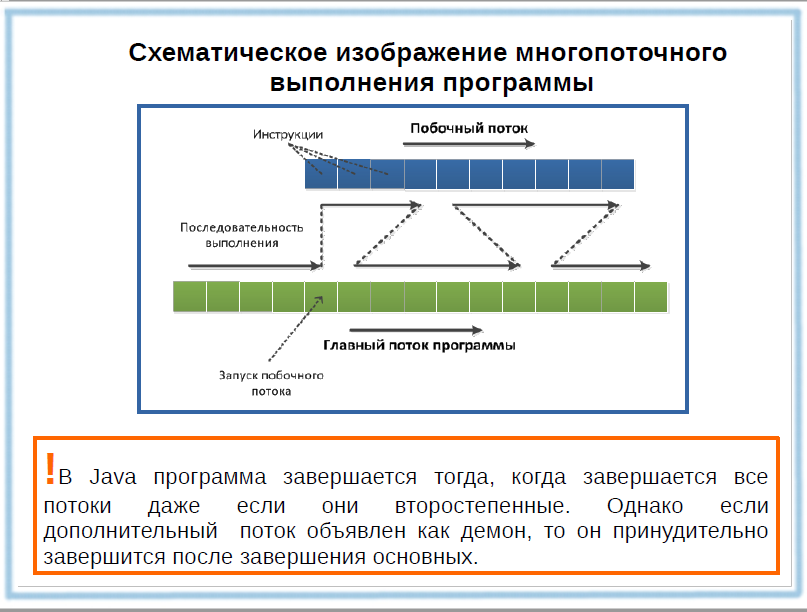 Схематическое изображение многопоточного
выполнения программы
Побочный поток
Инструкции
Последовательность
выполнения
Главный поток программы
Запуск побочного
потока
!В Java программа завершается тогда, когда завершается все
потоки даже если они второстепенные. Однако если
дополнительный поток объявлен как демон, то он принудительно
завершится после завершения основных.